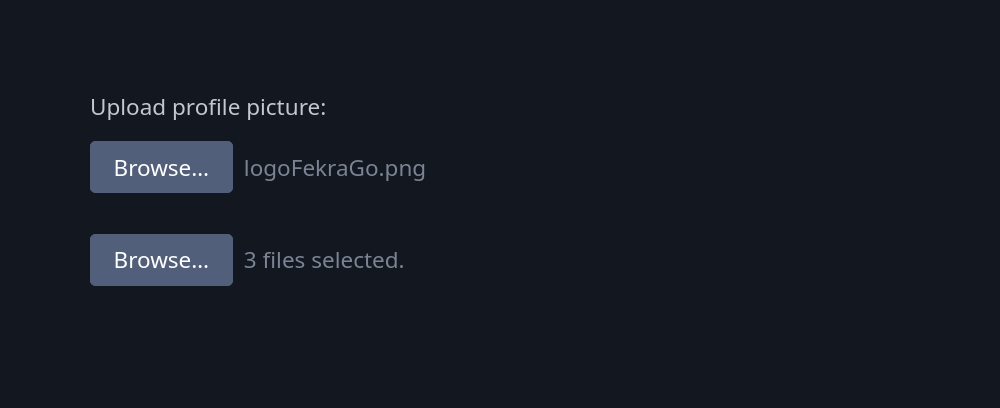 Upload profile picture:
Browse... logoFekraGo.png
Browse... 3 files selected.